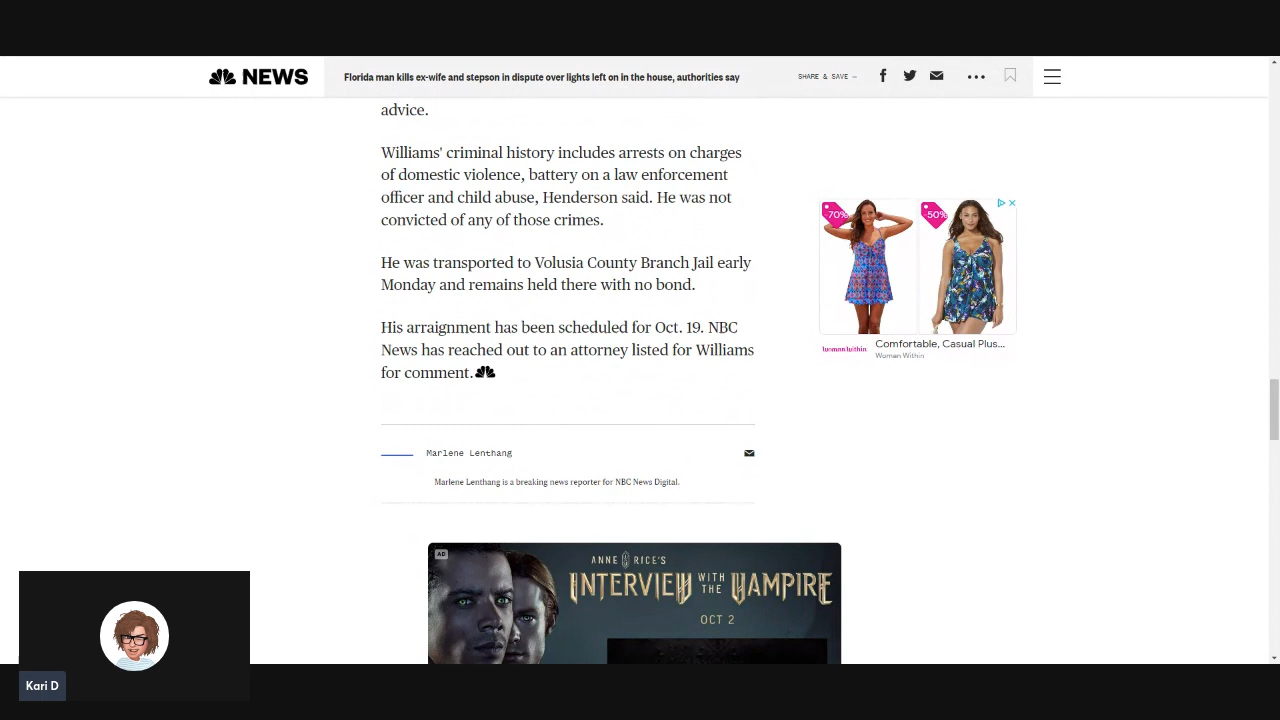 NEWS
Florida man kills ex-wife and stepson in dispute over lights left on in the house, authorities say
SHARE & SAVE —
advice.
Williams' criminal history includes arrests on charges
of domestic violence, battery on a law enforcement
officer and child abuse, Henderson said. He was not
convicted of any of those crimes.
He was transported to Volusia County Branch Jail early
Monday and remains held there with no bond.
His arraignment has been scheduled for Oct. 19. NBC
News has reached out to an attorney listed for Williams
for comment.
-70%
-50%
woman within
Comfortable, Casual Plus...
Woman Within
Marlene Lenthang
Marlene Lenthang is a breaking news reporter for NBC News Digital.
AD
ANNE RICE'S
INTERVIEW WITH THE VAMPIRE
OCT 2
Kari D